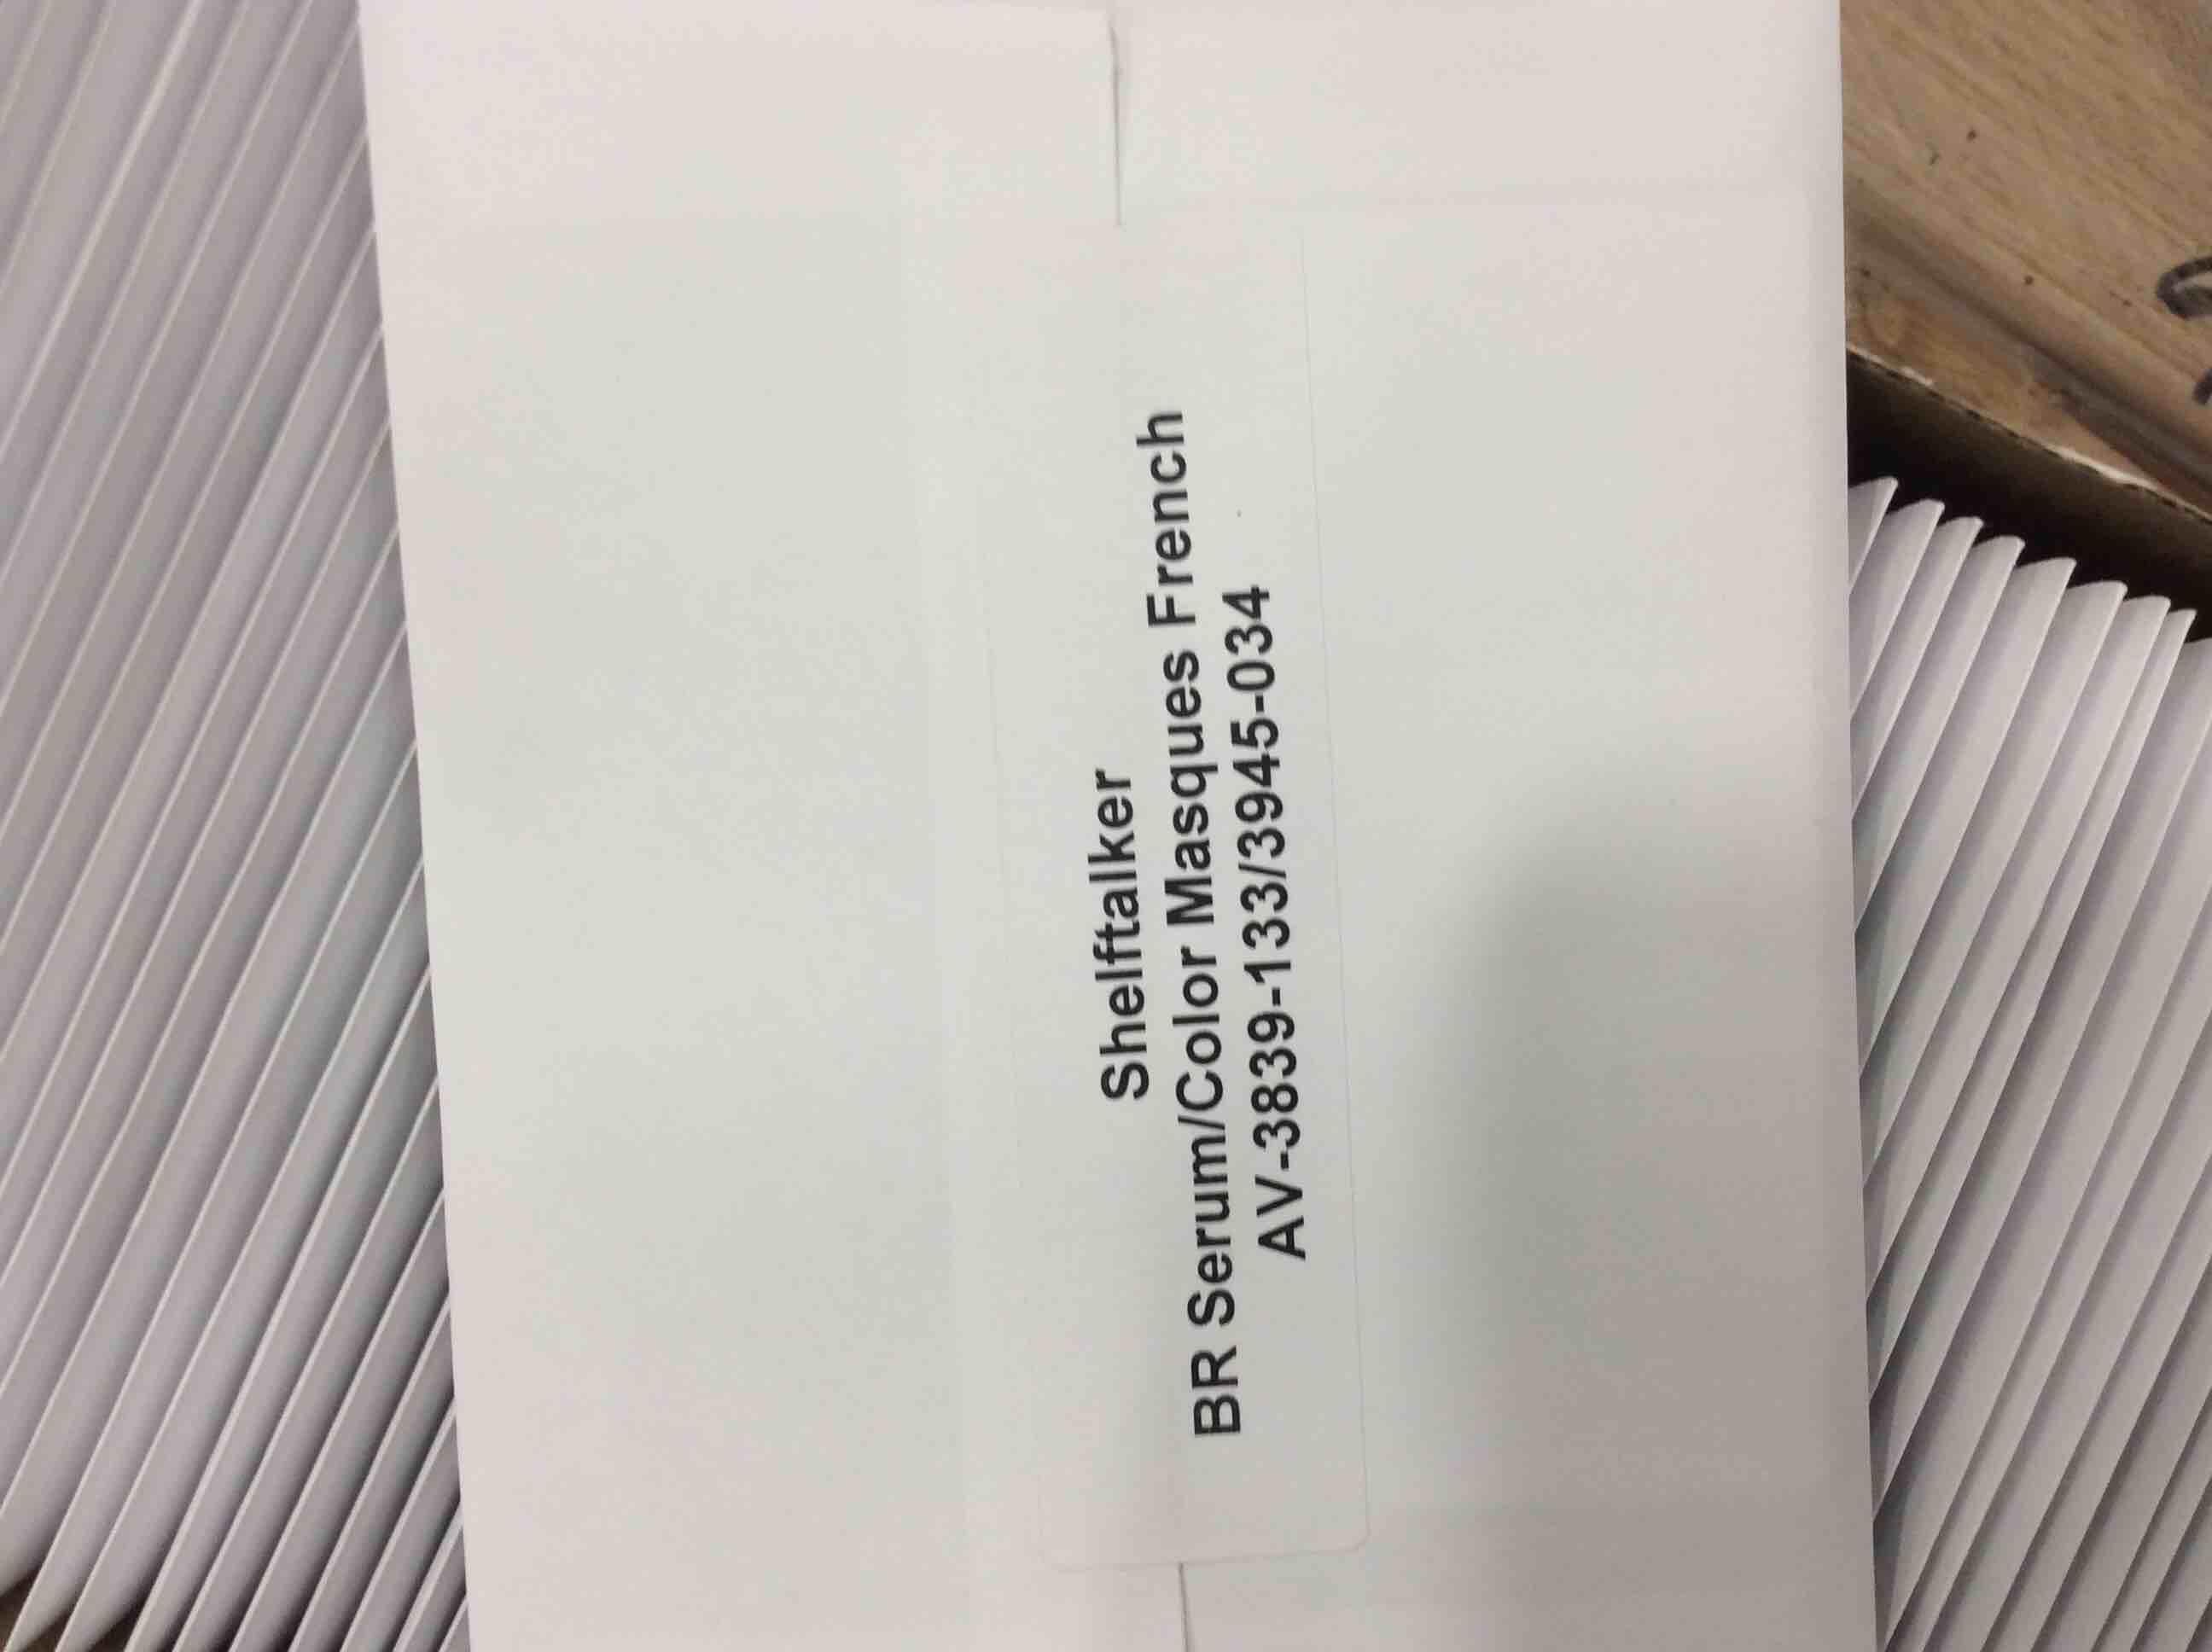 Shelftalker
BR Serum/Color Masques French
AV-3839-133/3945-034